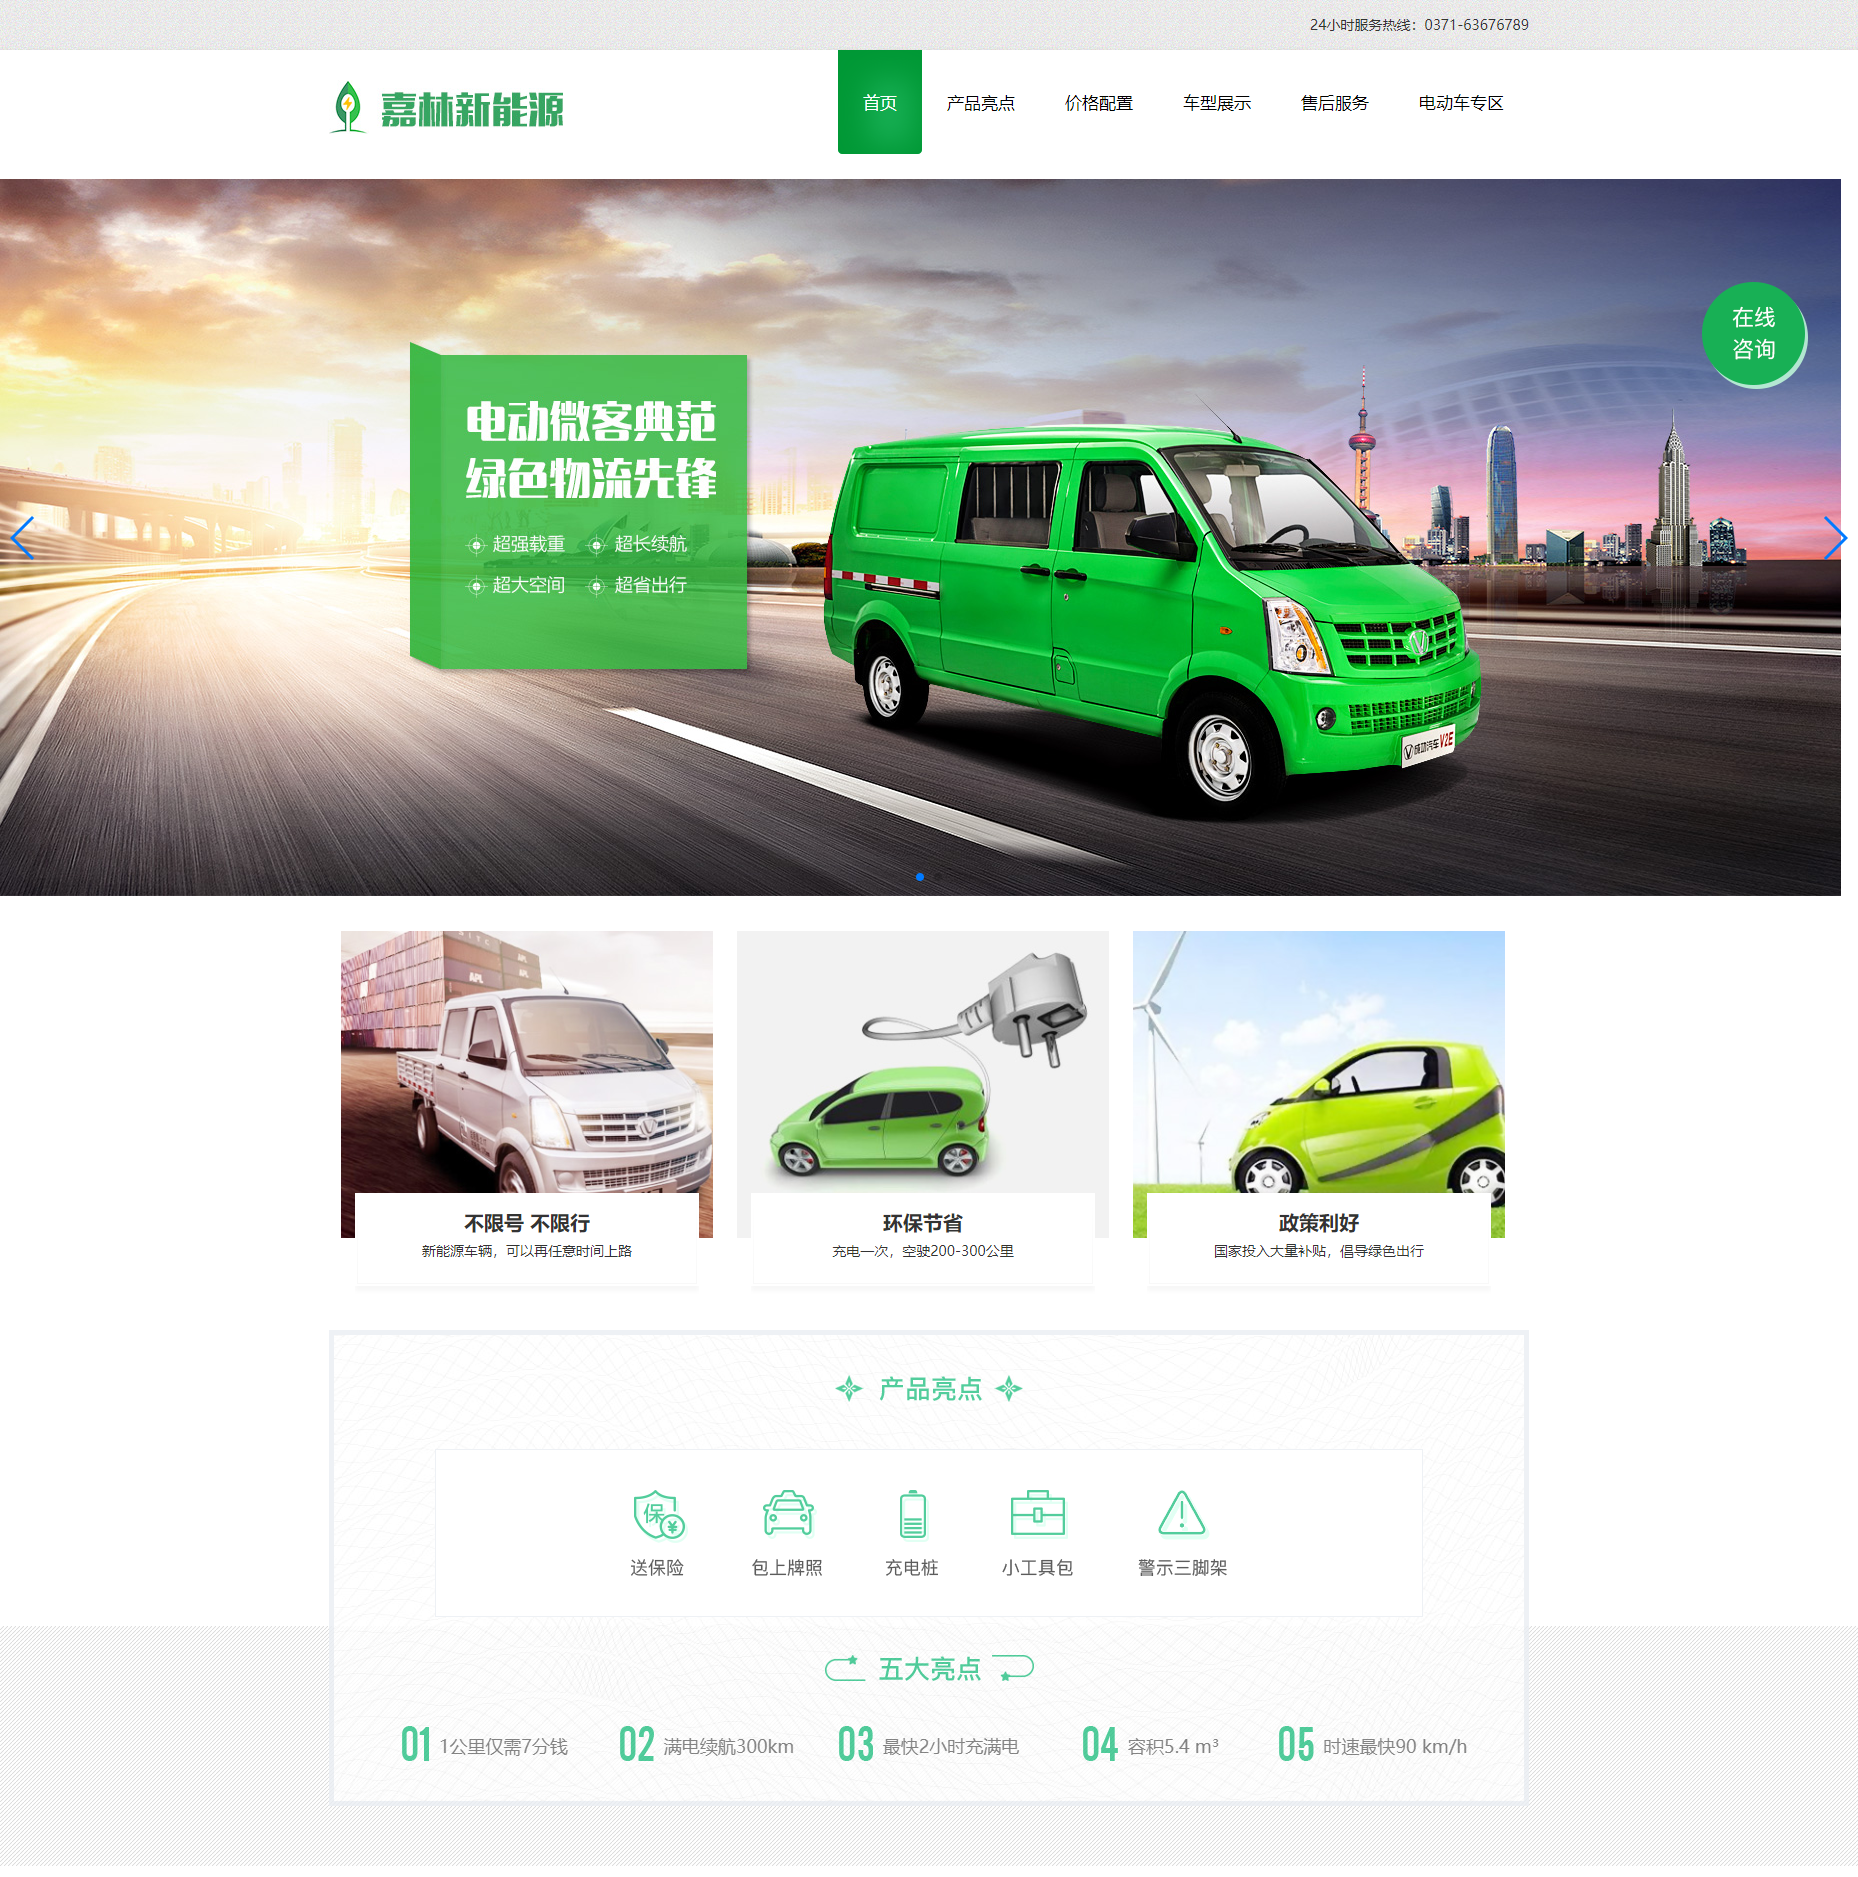 24小时服务热线：0371-63676789
嘉林新能源
首页
产品亮点
价格配置
车型展示
售后服务
电动车专区
在线
咨询
电动微客典范
绿色物流先锋
超强载重 超长续航
超大空间 超省出行
V2E
APL
APL
不限号 不限行
新能源车辆，可以再任意时间上路
环保节省
充电一次，空驶200-300公里
政策利好
国家投入大量补贴，倡导绿色出行
产品亮点
保
¥
送保险
包上牌照
充电桩
小工具包
警示三脚架
五大亮点
01 1公里仅需7分钱
02 满电续航300km
03 最快2小时充满电
04 容积5.4 m³
05 时速最快90 km/h